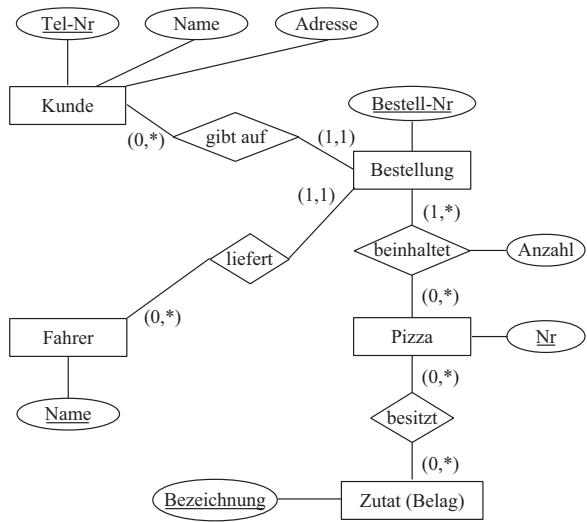 Tel-Nr
Name
Adresse
Kunde
Bestell-Nr
(0,*)
gibt auf
(1,1)
Bestellung
(1,1)
(1,*)
liefert
beinhaltet
Anzahl
(0,*)
(0,*)
Fahrer
Pizza
Nr
(0,*)
Name
besitzt
(0,*)
Bezeichnung
Zutat (Belag)